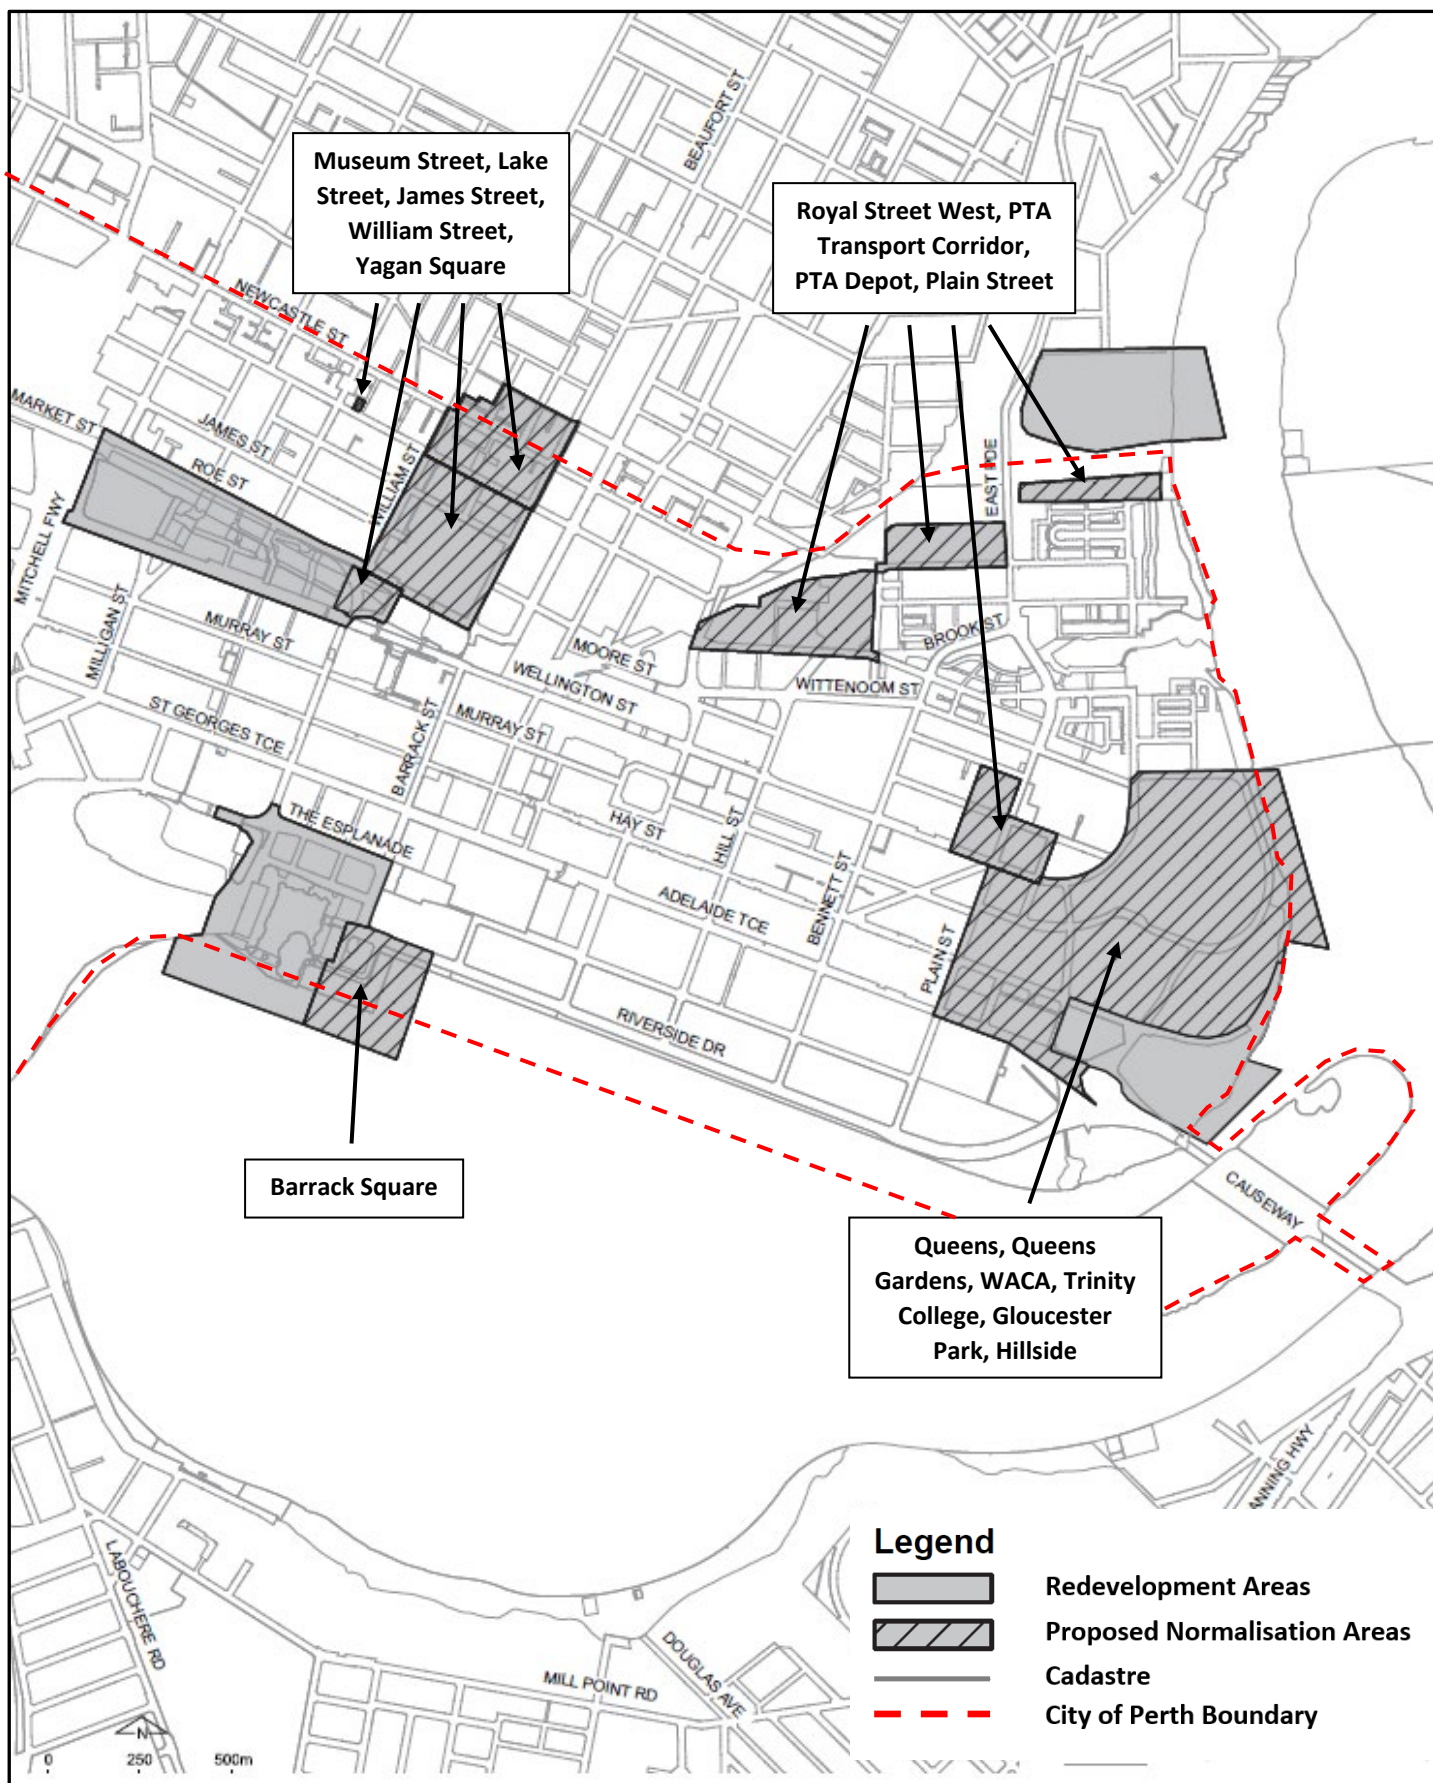 BEAUFORT ST
Museum Street, Lake
Street, James Street,
William Street,
Yagan Square
Royal Street West, PTA
Transport Corridor,
PTA Depot, Plain Street
NEWCASTLE ST
MARKET ST
JAMES ST
ROE ST
WILLIAM ST
EAST PDE
MITCHELL FWY
MILLIGAN ST
MURRAY ST
MOORE ST
BROOK ST
WELLINGTON ST
WITTENOOM ST
ST GEORGES TCE
BARRACK ST
MURRAY ST
THE ESPLANADE
HAY ST
HILL ST
ADELAIDE TCE
BENNETT ST
PLAIN ST
RIVERSIDE DR
Barrack Square
CAUSEWAY
Queens, Queens
Gardens, WACA, Trinity
College, Gloucester
Park, Hillside
ANNING HWY
LABOUCHERE RD
DOUGLAS AVE
MILL POINT RD
Legend
Redevelopment Areas
Proposed Normalisation Areas
Cadastre
City of Perth Boundary
N
0 250 500m